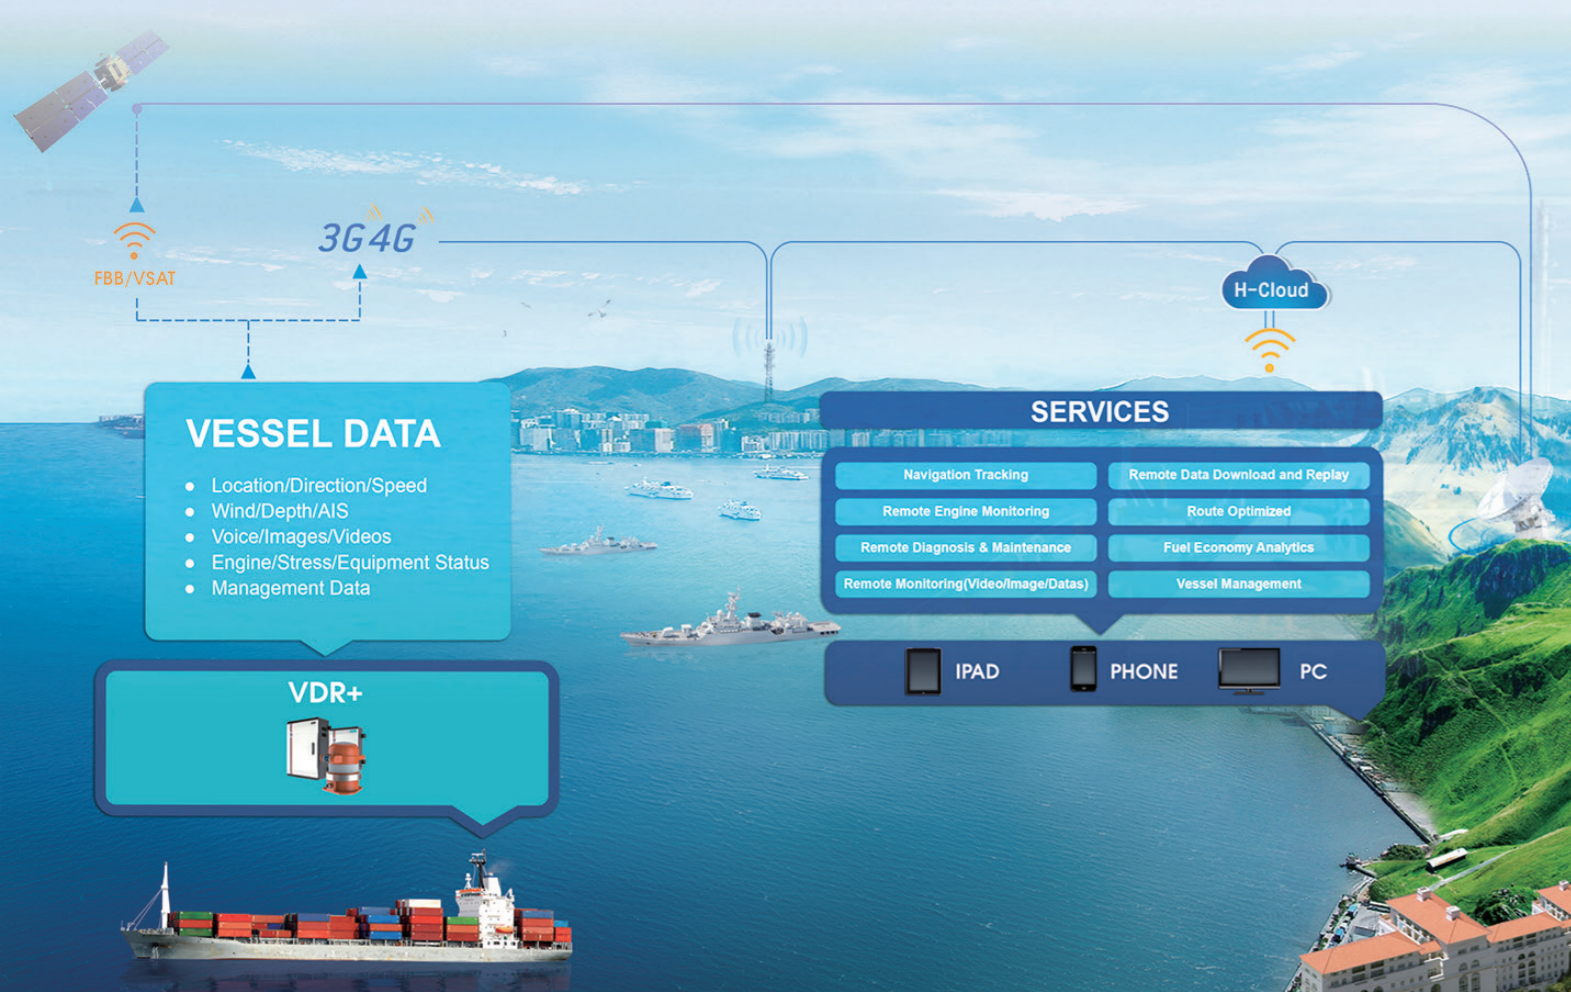 3G 4G
FBB/VSAT
H-Cloud
VESSEL DATA
● Location/Direction/Speed
● Wind/Depth/AIS
● Voice/Images/Videos
● Engine/Stress/Equipment Status
● Management Data
VDR+
SERVICES
Navigation Tracking
Remote Data Download and Replay
Remote Engine Monitoring
Route Optimized
Remote Diagnosis & Maintenance
Fuel Economy Analytics
Remote Monitoring(Video/Image/Datas)
Vessel Management
IPAD
PHONE
PC